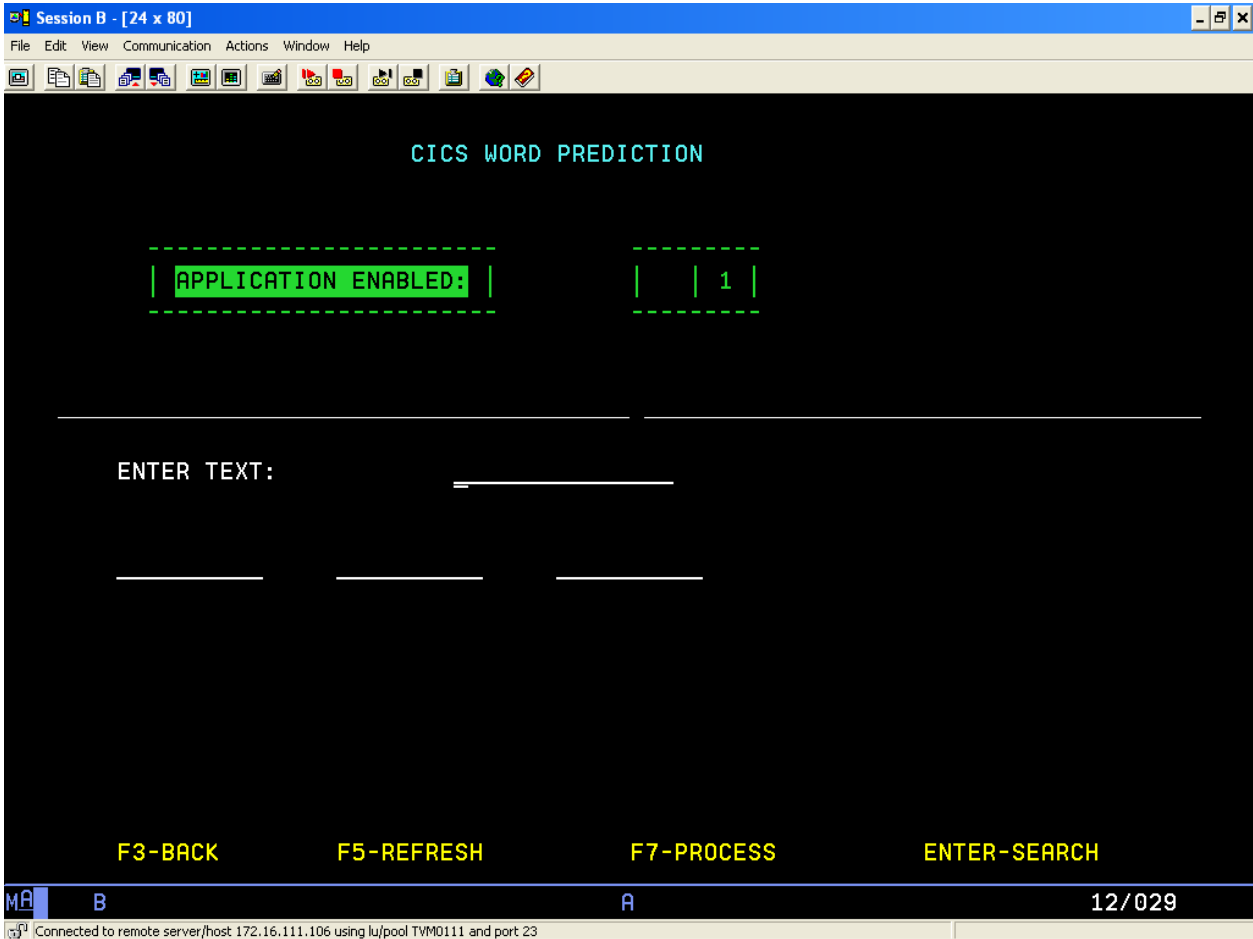 Session B - [24 x 80]
File Edit View Communication Actions Window Help
CICS WORD PREDICTION
APPLICATION ENABLED: | | | 1 |
ENTER TEXT:
F3-BACK F5-REFRESH F7-PROCESS ENTER-SEARCH
MA B A 12/029
Connected to remote server/host 172.16.111.106 using lu/pool TVM0111 and port 23